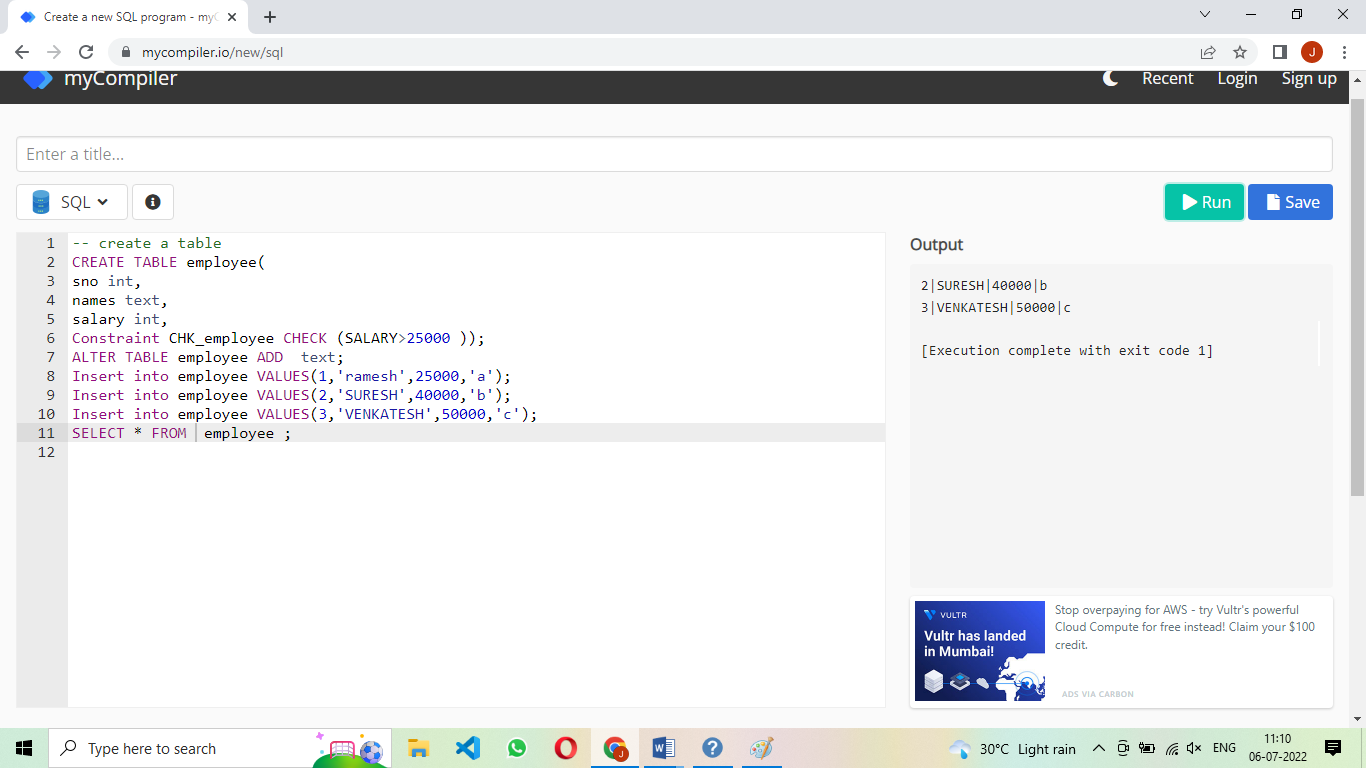 Create a new SQL program - myC
mycompiler.io/new/sql
J
myCompiler
Recent Login Sign up
Enter a title...
SQL
Run
Save
Output
1 -- create a table
2 CREATE TABLE employee(
3 sno int,
4 names text,
5 salary int,
6 Constraint CHK_employee CHECK (SALARY>25000 ));
7 ALTER TABLE employee ADD  text;
8 Insert into employee VALUES(1,'ramesh',25000,'a');
9 Insert into employee VALUES(2,'SURESH',40000,'b');
10 Insert into employee VALUES(3,'VENKATESH',50000,'c');
11 SELECT * FROM  employee ;
12
2|SURESH|40000|b
3|VENKATESH|50000|c
[Execution complete with exit code 1]
VULTR
Vultr has landed
in Mumbai!
Stop overpaying for AWS - try Vultr's powerful
Cloud Compute for free instead! Claim your $100
credit.
ADS VIA CARBON
Type here to search
J
30°C Light rain
ENG
11:10
06-07-2022